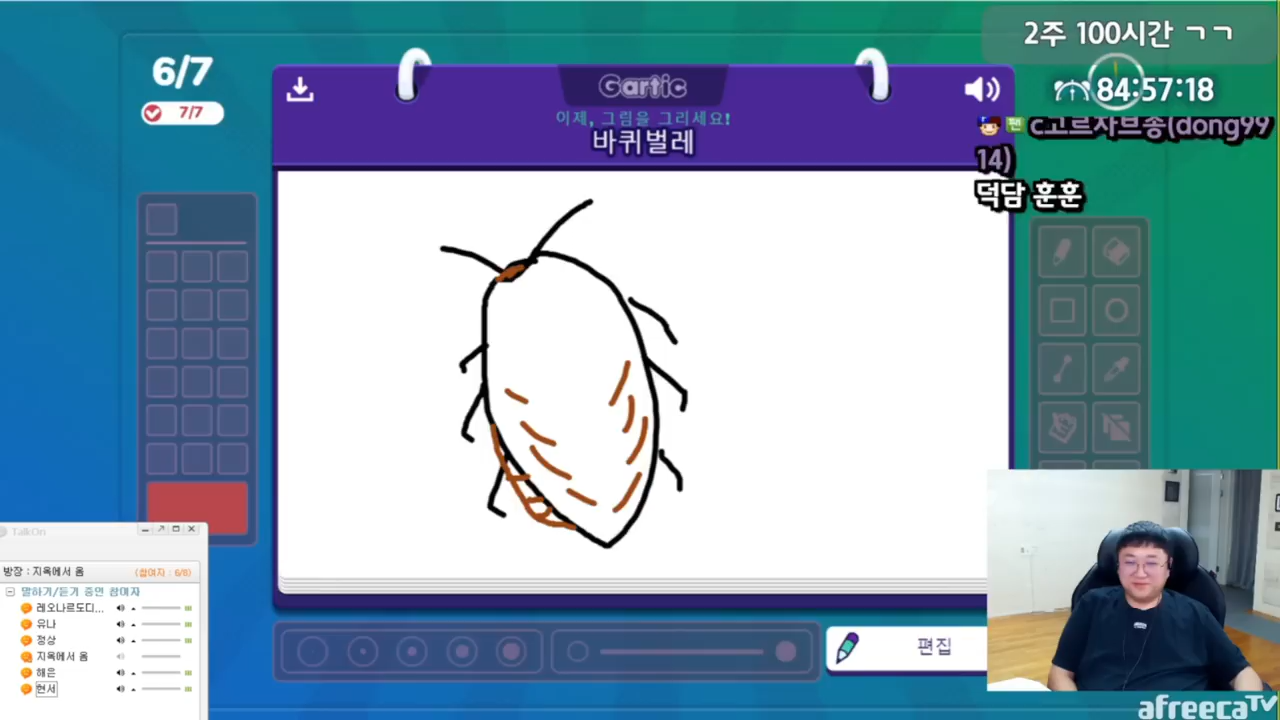 2주 100시간 ㄱㄱ
84:57:18
6/7
7/7
Gartic
이제, 그림을 그리세요!
바퀴벌레
팬 c고르자브종(dong99
14)
덕담 훈훈
TalkOn
방장 : 지옥에서 옴 (참여자 : 6/8)
말하기/듣기 중인 참여자
레오나르도디...
유나
정상
지옥에서 옴
해은
현서
편집
afreecaTV